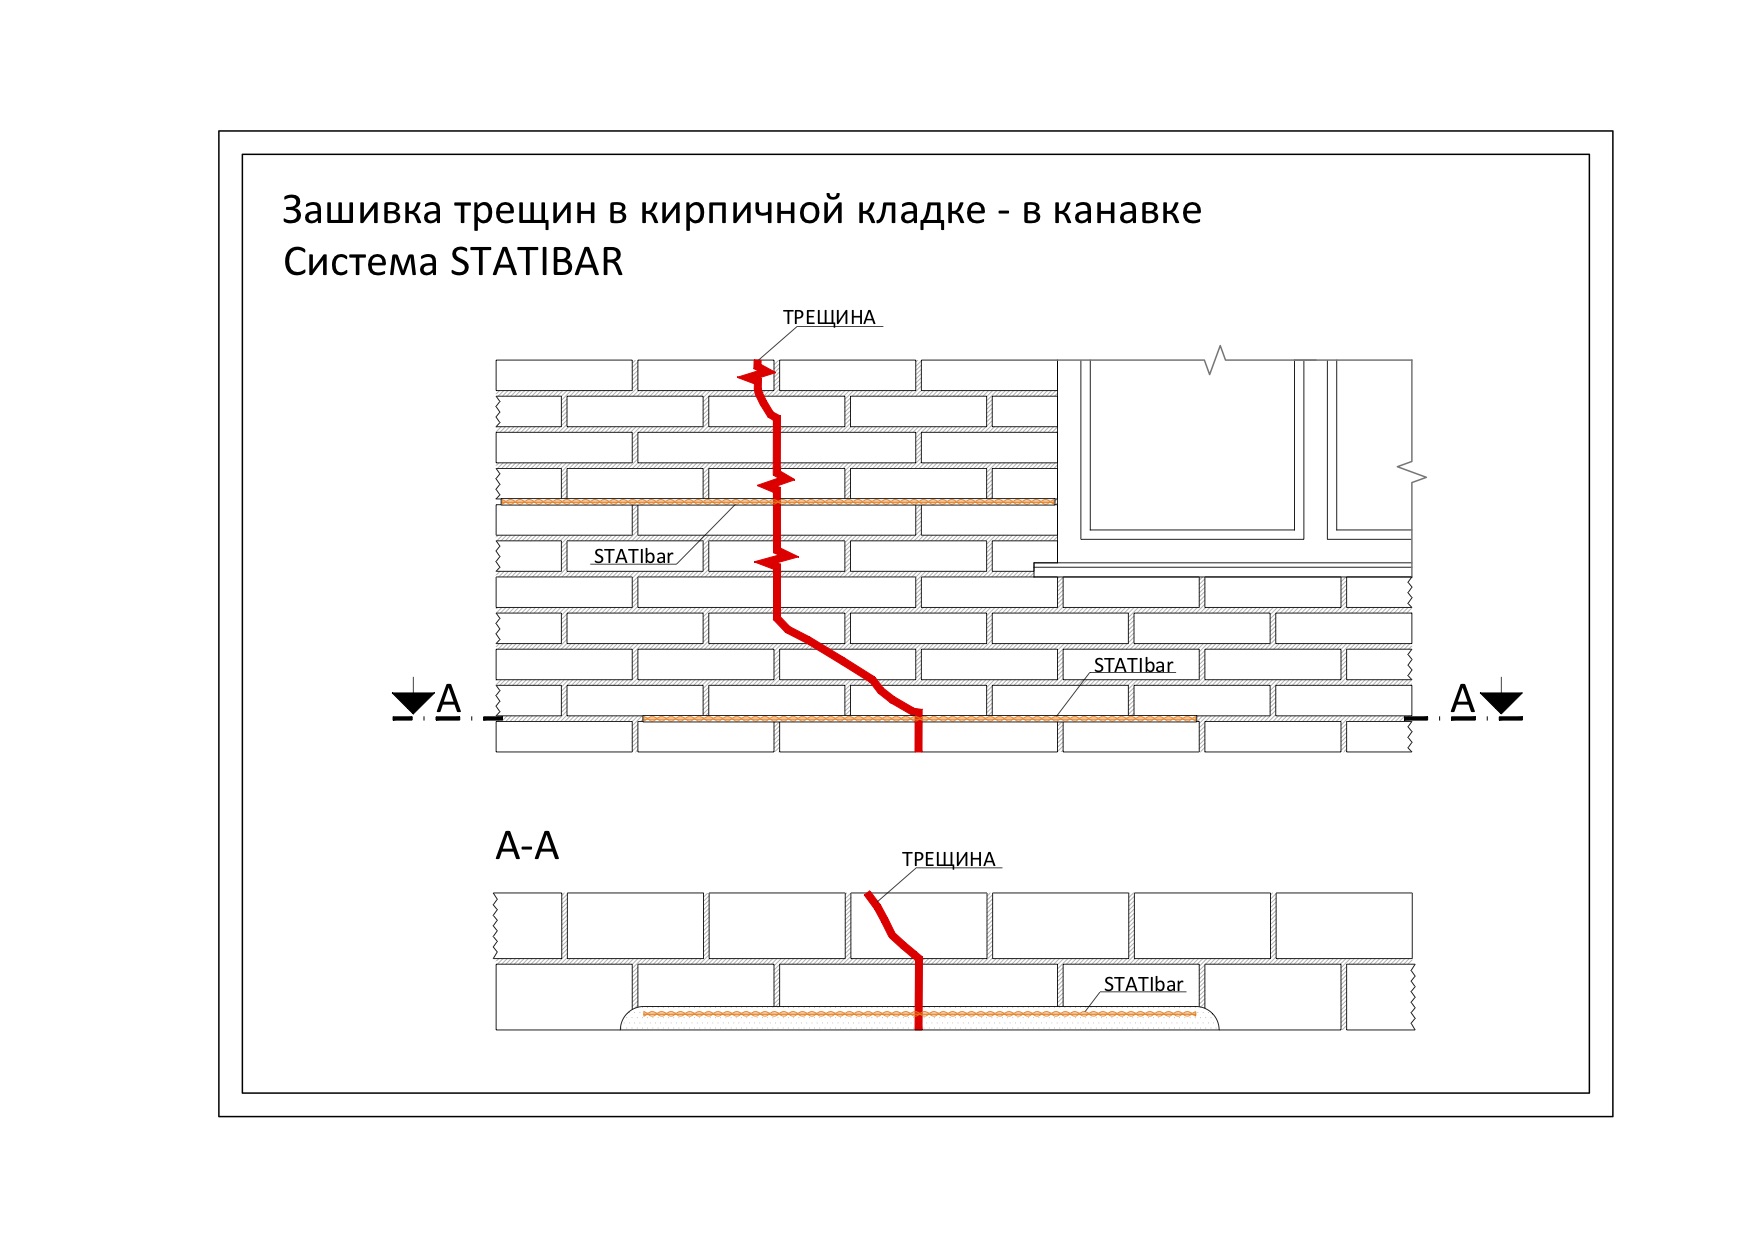 Зашивка трещин в кирпичной кладке - в канавке
Система STATIBAR
ТРЕЩИНА
STATIbar
STATIbar
A
A
A-A
ТРЕЩИНА
STATIbar